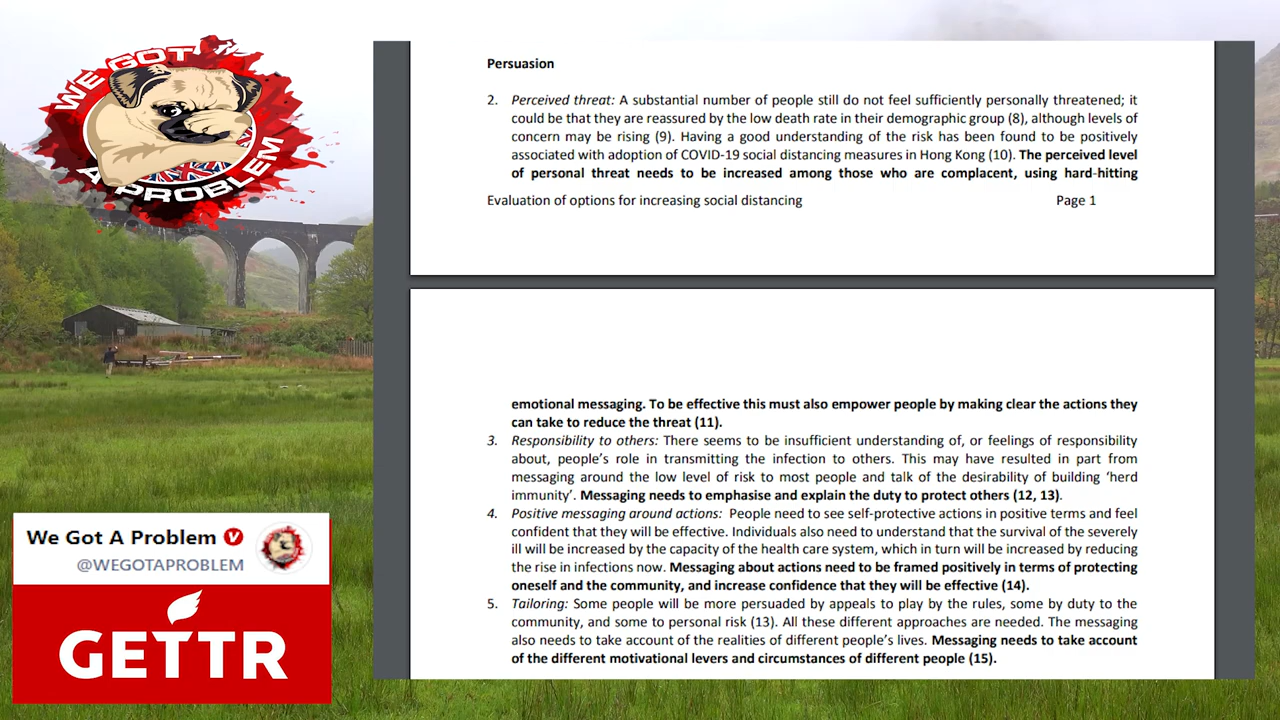 WE GOT
A PROBLEM
Persuasion
2. Perceived threat: A substantial number of people still do not feel sufficiently personally threatened; it
could be that they are reassured by the low death rate in their demographic group (8), although levels of
concern may be rising (9). Having a good understanding of the risk has been found to be positively
associated with adoption of COVID-19 social distancing measures in Hong Kong (10). The perceived level
of personal threat needs to be increased among those who are complacent, using hard-hitting
Evaluation of options for increasing social distancing Page 1
emotional messaging. To be effective this must also empower people by making clear the actions they
can take to reduce the threat (11).
3. Responsibility to others: There seems to be insufficient understanding of, or feelings of responsibility
about, people's role in transmitting the infection to others. This may have resulted in part from
messaging around the low level of risk to most people and talk of the desirability of building 'herd
immunity'. Messaging needs to emphasise and explain the duty to protect others (12, 13).
4. Positive messaging around actions: People need to see self-protective actions in positive terms and feel
confident that they will be effective. Individuals also need to understand that the survival of the severely
ill will be increased by the capacity of the health care system, which in turn will be increased by reducing
the rise in infections now. Messaging about actions need to be framed positively in terms of protecting
oneself and the community, and increase confidence that they will be effective (14).
5. Tailoring: Some people will be more persuaded by appeals to play by the rules, some by duty to the
community, and some to personal risk (13). All these different approaches are needed. The messaging
also needs to take account of the realities of different people's lives. Messaging needs to take account
of the different motivational levers and circumstances of different people (15).
We Got A Problem V
@WEGOTAPROBLEM
GETTR